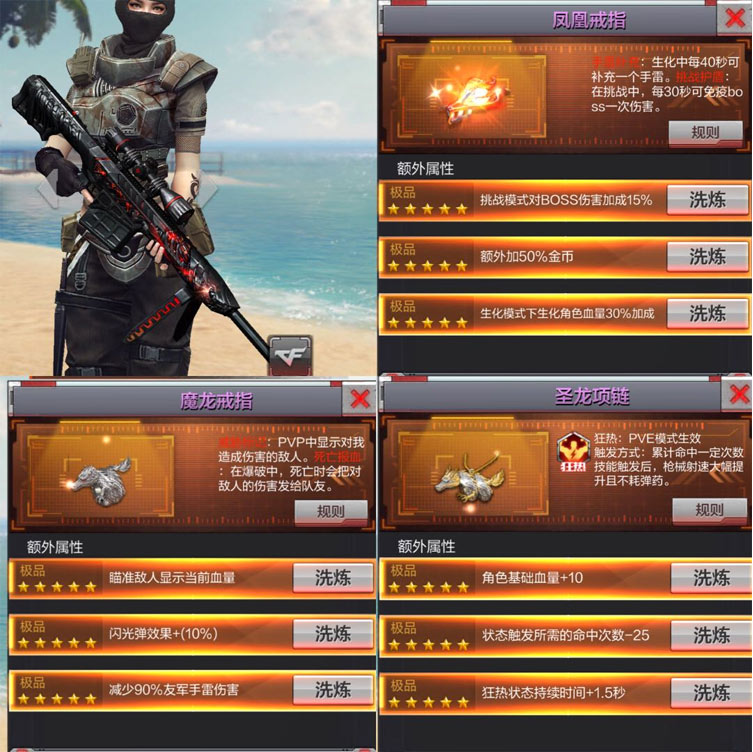 CF
凤凰戒指
手雷补充：生化中每40秒可
补充一个手雷。挑战护盾：
在挑战中，每30秒可免疫bo
ss一次伤害。
规则
额外属性
极品
挑战模式对BOSS伤害加成15%
洗炼
极品
额外加50%金币
洗炼
极品
生化模式下生化角色血量30%加成
洗炼
魔龙戒指
：PVP中显示对我
造成伤害的敌人。死亡报血
：在爆破中，死亡时会把对
敌人的伤害发给队友。
规则
额外属性
极品
瞄准敌人显示当前血量
洗炼
极品
闪光弹效果+(10%)
洗炼
极品
减少90%友军手雷伤害
洗炼
圣龙项链
狂热
狂热：PVE模式生效
触发方式：累计命中一定次数
技能触发后，枪械射速大幅提
升且不耗弹药。
规则
额外属性
极品
角色基础血量+10
洗炼
极品
状态触发所需的命中次数-25
洗炼
极品
狂热状态持续时间+1.5秒
洗炼